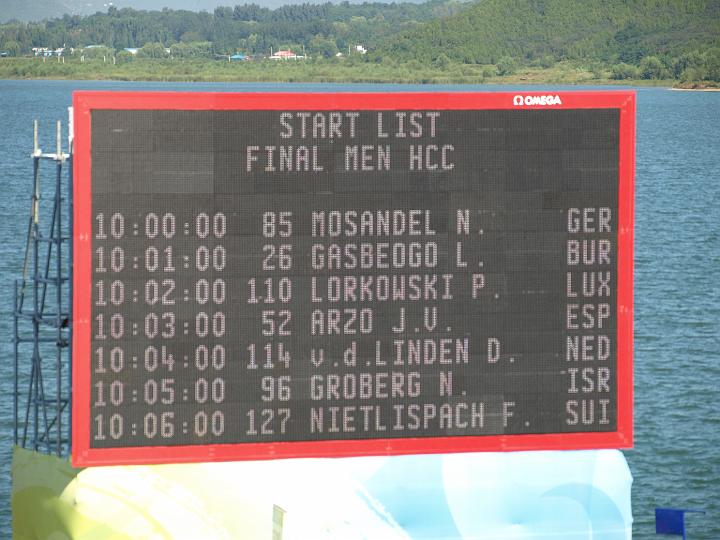 Ω OMEGA
START LIST
FINAL MEN HCC
10:00:00 85 MOSANDEL N. GER
10:01:00 26 GASBEOGO L. BUR
10:02:00 110 LORKOWSKI P. LUX
10:03:00 52 ARZO J.V. ESP
10:04:00 114 v.d.LINDEN D. NED
10:05:00 96 GROBERG N. ISR
10:06:00 127 NIETLISPACH F. SUI